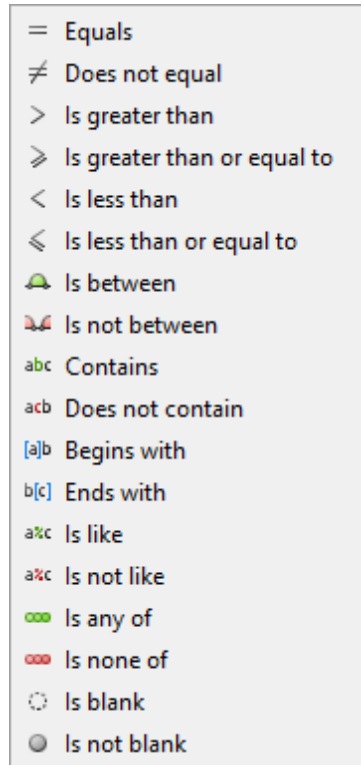 = Equals
≠ Does not equal
> Is greater than
⩾ Is greater than or equal to
< Is less than
⩽ Is less than or equal to
Is between
Is not between
abc Contains
acb Does not contain
[a]b Begins with
b[c] Ends with
a%c Is like
a%c Is not like
Is any of
Is none of
Is blank
Is not blank